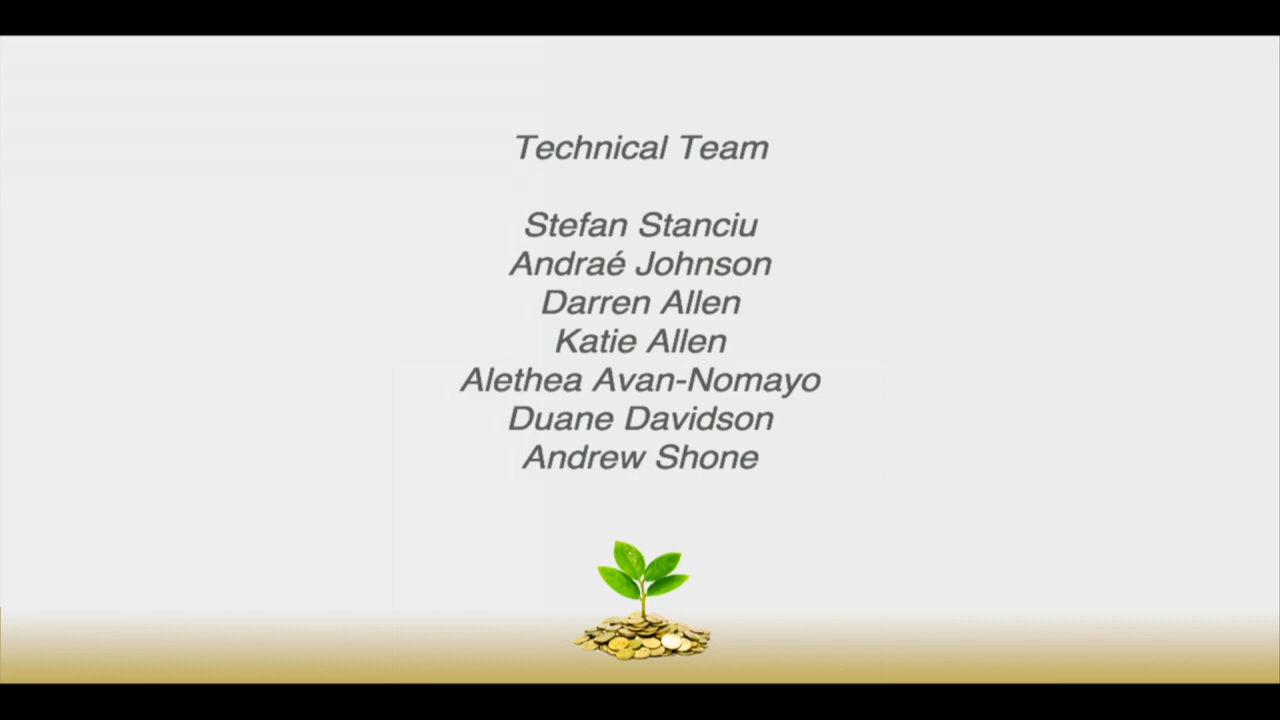 Technical Team
Stefan Stanciu
Andraé Johnson
Darren Allen
Katie Allen
Alethea Avan-Nomayo
Duane Davidson
Andrew Shone